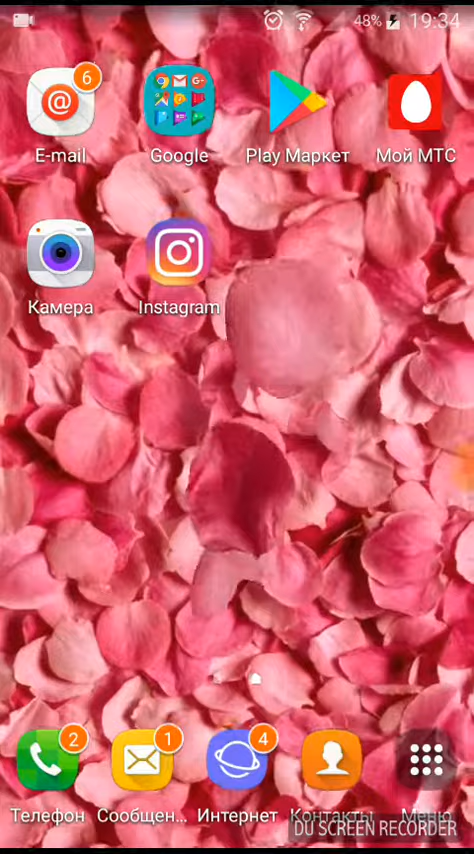 48% 19:34
6
E-mail Google Play Маркет Мой МТС
Камера Instagram
2 1 4
Телефон Сообщен... Интернет Контакты Меню
DU SCREEN RECORDER